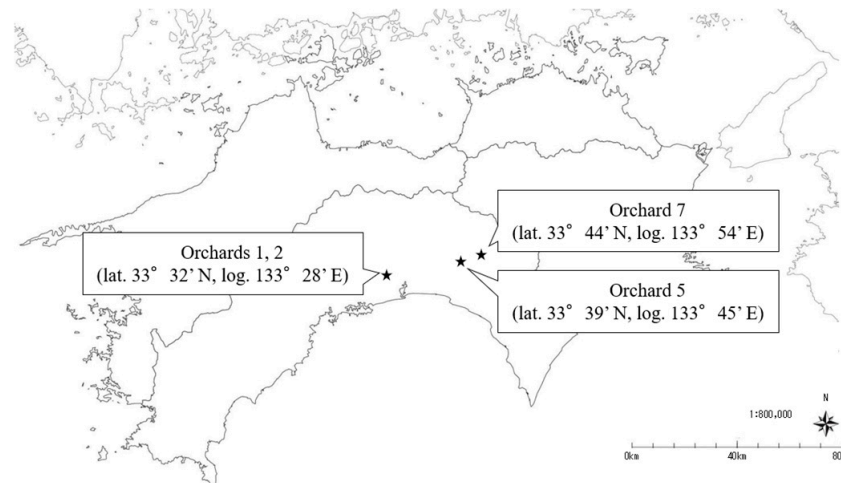 Orchard 7
(lat. 33° 44’ N, log. 133° 54’ E)
Orchards 1, 2
(lat. 33° 32’ N, log. 133° 28’ E)
Orchard 5
(lat. 33° 39’ N, log. 133° 45’ E)
N
1:800,000
0km 40km 80